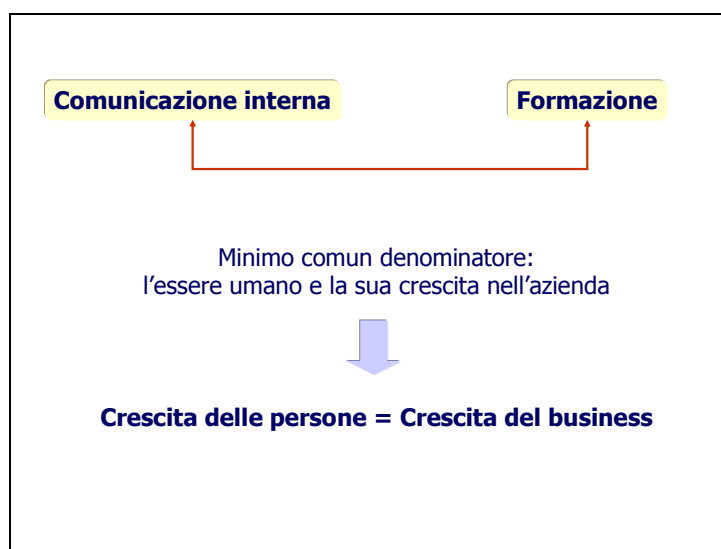 Comunicazione interna
Formazione
Minimo comun denominatore:
l'essere umano e la sua crescita nell'azienda
Crescita delle persone = Crescita del business